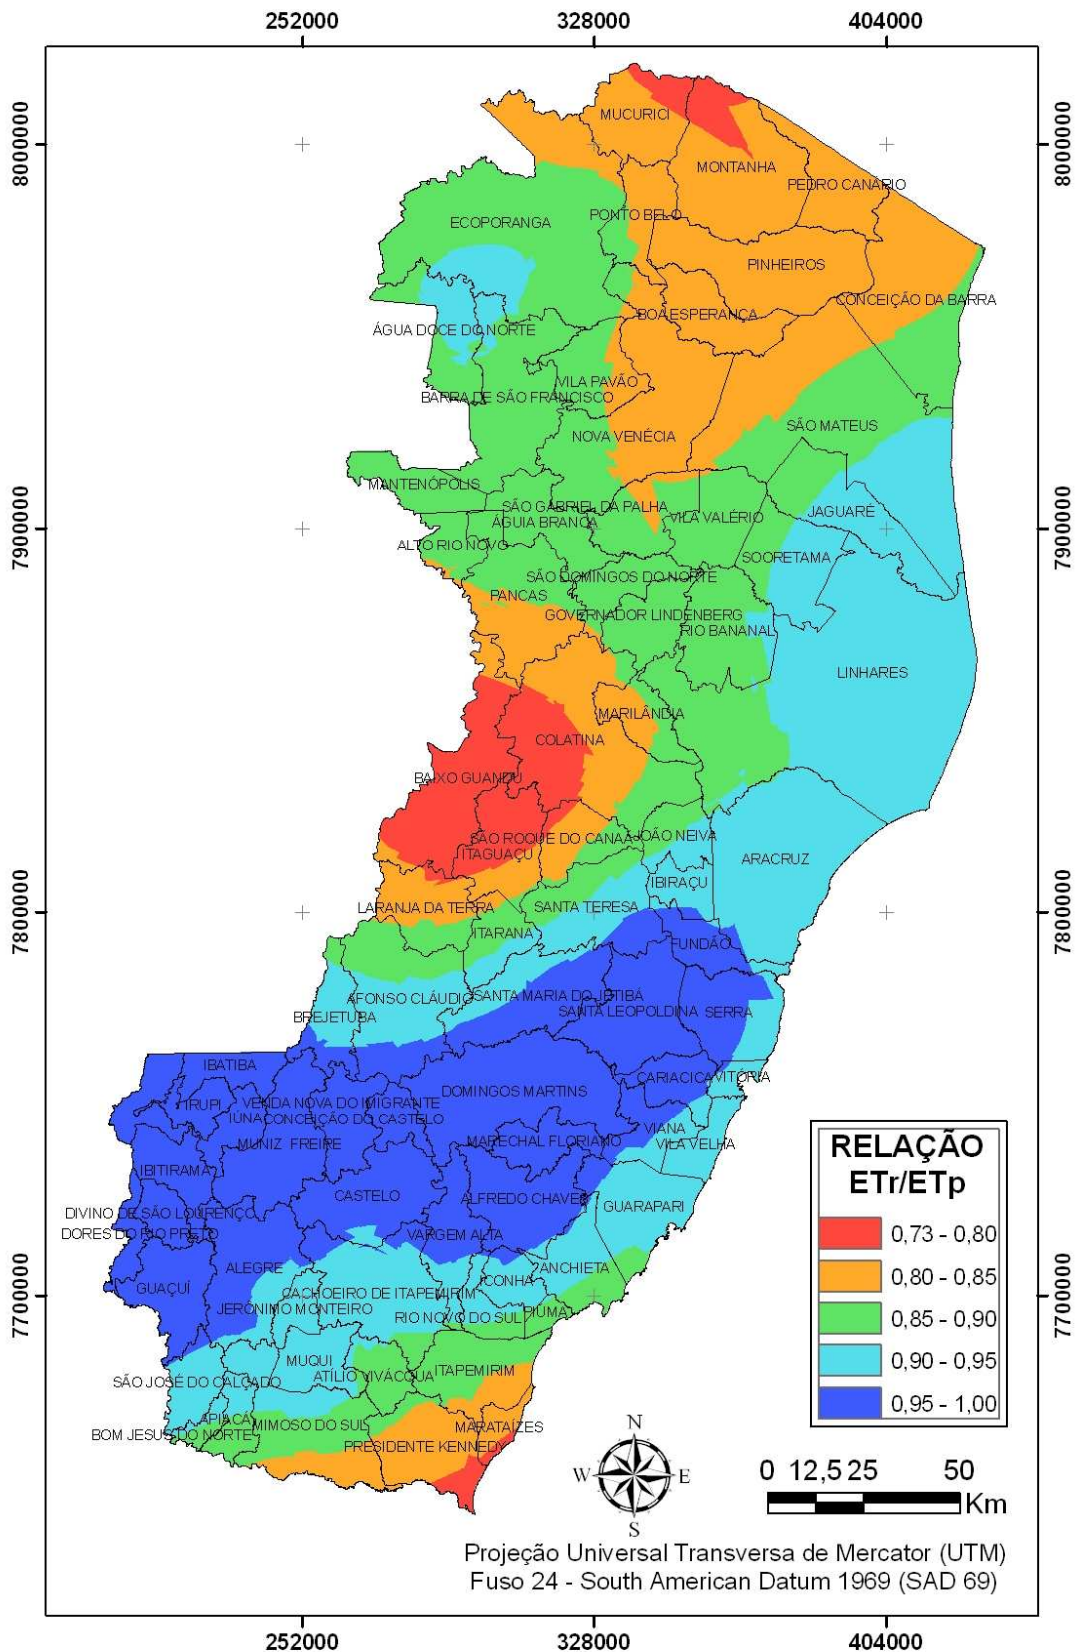 252000 328000 404000
8000000 8000000
MUCURICI
MONTANHA
PEDRO CANÁRIO
ECOPORANGA
PONTO BELO
PINHEIROS
CONCEIÇÃO DA BARRA
BOA ESPERANÇA
ÁGUA DOCE DO NORTE
VILA PAVÃO
BARRA DE SÃO FRANCISCO
SÃO MATEUS
NOVA VENÉCIA
MANTENÓPOLIS
SÃO GABRIEL DA PALHA
JAGUARÉ
VILA VALÉRIO
ÁGUIA BRANCA
7900000 7900000
ALTO RIO NOVO
SOORETAMA
SÃO DOMINGOS DO NORTE
PANCAS
GOVERNADOR LINDENBERG
RIO BANANAL
LINHARES
MARILÂNDIA
COLATINA
BAIXO GUANDU
SÃO ROQUE DO CANAÃ
JOÃO NEIVA
ITAGUAÇU
ARACRUZ
IBIRAÇU
LARANJA DA TERRA
SANTA TERESA
7800000 7800000
ITARANA
FUNDÃO
AFONSO CLÁUDIO
SANTA MARIA DO JETIBÁ
SANTA LEOPOLDINA
SERRA
BREJETUBA
IBATIBA
CARIACICA
VITÓRIA
DOMINGOS MARTINS
IRUPI
VENDA NOVA DO IMIGRANTE
IÚNA
CONCEIÇÃO DO CASTELO
VIANA
MUNIZ FREIRE
MARECHAL FLORIANO
VILA VELHA
IBITIRAMA
CASTELO
ALFREDO CHAVES
GUARAPARI
DIVINO DE SÃO LOURENÇO
DORES DO RIO PRETO
VARGEM ALTA
ALEGRE
ANCHIETA
ICONHA
GUAÇUÍ
CACHOEIRO DE ITAPEMIRIM
7700000 7700000
JERÔNIMO MONTEIRO
RIO NOVO DO SUL
PIÚMA
MUQUI
ATÍLIO VIVÁCQUA
ITAPEMIRIM
SÃO JOSÉ DO CALÇADO
APIACÁ
MIMOSO DO SUL
MARATAÍZES
BOM JESUS DO NORTE
PRESIDENTE KENNEDY
RELAÇÃO
ETr/ETp
0,73 - 0,80
0,80 - 0,85
0,85 - 0,90
0,90 - 0,95
0,95 - 1,00
N
W E
S
0 12,5 25 50
Km
Projeção Universal Transversa de Mercator (UTM)
Fuso 24 - South American Datum 1969 (SAD 69)
252000 328000 404000